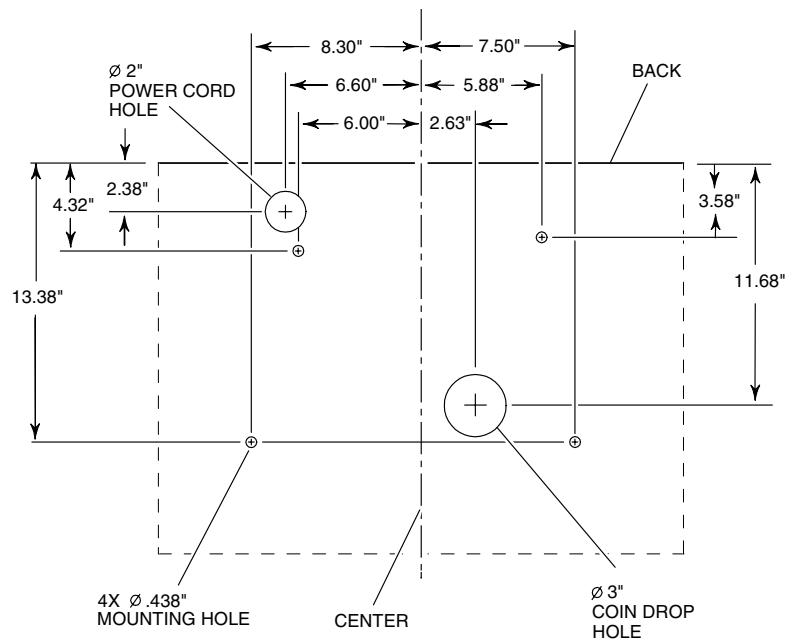 8.30"
7.50"
Ø 2"
POWER CORD
HOLE
6.60"
5.88"
BACK
6.00"
2.63"
2.38"
4.32"
3.58"
13.38"
11.68"
4X Ø .438"
MOUNTING HOLE
CENTER
Ø 3"
COIN DROP
HOLE